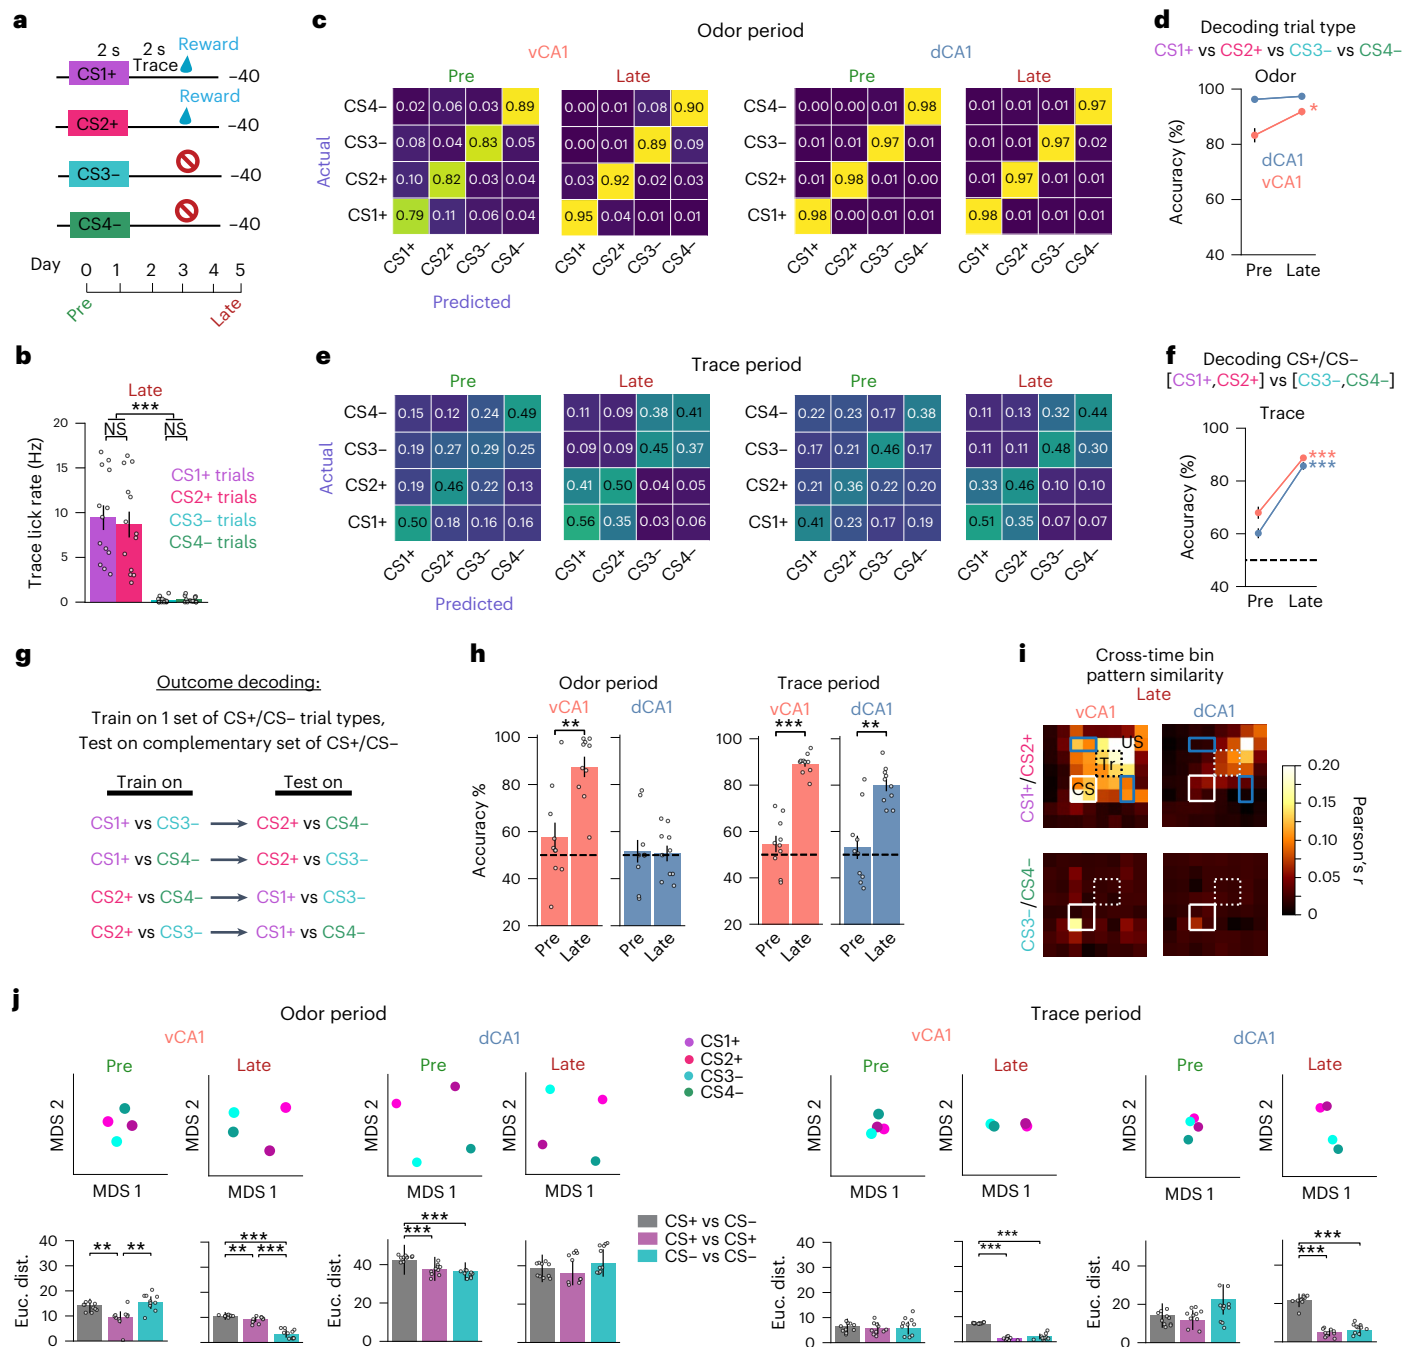 a
2 s
2 s
Trace
Reward
CS1+
–40
Reward
CS2+
–40
CS3–
–40
CS4–
–40
Day
0 1 2 3 4 5
Pre
Late
b
Late
***
NS NS
Trace lick rate (Hz)
20
15
10
5
0
CS1+ trials
CS2+ trials
CS3– trials
CS4– trials
c
Odor period
vCA1
dCA1
Pre
Late
Pre
Late
Actual
CS4–
0.02 0.06 0.03 0.89
0.00 0.01 0.08 0.90
CS3–
0.08 0.04 0.83 0.05
0.00 0.01 0.89 0.09
CS2+
0.10 0.82 0.03 0.04
0.03 0.92 0.02 0.03
CS1+
0.79 0.11 0.06 0.04
0.95 0.04 0.01 0.01
CS1+ CS2+ CS3– CS4–
CS1+ CS2+ CS3– CS4–
Predicted
CS4–
0.00 0.00 0.01 0.98
0.01 0.01 0.01 0.97
CS3–
0.01 0.01 0.97 0.01
0.01 0.01 0.97 0.02
CS2+
0.01 0.98 0.01 0.00
0.01 0.97 0.01 0.01
CS1+
0.98 0.00 0.01 0.01
0.98 0.01 0.01 0.01
CS1+ CS2+ CS3– CS4–
CS1+ CS2+ CS3– CS4–
d
Decoding trial type
CS1+ vs CS2+ vs CS3– vs CS4–
Odor
Accuracy (%)
100
80
60
40
*
dCA1
vCA1
Pre Late
e
Trace period
Pre
Late
Pre
Late
Actual
CS4–
0.15 0.12 0.24 0.49
0.11 0.09 0.38 0.41
CS3–
0.19 0.27 0.29 0.25
0.09 0.09 0.45 0.37
CS2+
0.19 0.46 0.22 0.13
0.41 0.50 0.04 0.05
CS1+
0.50 0.18 0.16 0.16
0.56 0.35 0.03 0.06
CS1+ CS2+ CS3– CS4–
CS1+ CS2+ CS3– CS4–
Predicted
CS4–
0.22 0.23 0.17 0.38
0.11 0.13 0.32 0.44
CS3–
0.17 0.21 0.46 0.17
0.11 0.11 0.48 0.30
CS2+
0.21 0.36 0.22 0.20
0.33 0.46 0.10 0.10
CS1+
0.41 0.23 0.17 0.19
0.51 0.35 0.07 0.07
CS1+ CS2+ CS3– CS4–
CS1+ CS2+ CS3– CS4–
f
Decoding CS+/CS–
[CS1+,CS2+] vs [CS3–,CS4–]
Trace
Accuracy (%)
100
80
60
40
***
***
Pre Late
g
Outcome decoding:
Train on 1 set of CS+/CS– trial types,
Test on complementary set of CS+/CS–
Train on
Test on
CS1+ vs CS3–
CS2+ vs CS4–
CS1+ vs CS4–
CS2+ vs CS3–
CS2+ vs CS4–
CS1+ vs CS3–
CS2+ vs CS3–
CS1+ vs CS4–
h
Odor period
vCA1
dCA1
**
Accuracy %
100
80
60
40
20
Pre Late
Pre Late
Trace period
vCA1
dCA1
***
**
100
80
60
40
20
Pre Late
Pre Late
i
Cross-time bin
pattern similarity
Late
vCA1
dCA1
CS1+/CS2+
US
Tr
CS
CS3–/CS4–
0.20
0.15
0.10
0.05
0
Pearson's r
j
Odor period
vCA1
dCA1
Pre
Late
Pre
Late
MDS 2
MDS 2
MDS 2
MDS 2
MDS 1
MDS 1
MDS 1
MDS 1
CS1+
CS2+
CS3–
CS4–
Trace period
vCA1
dCA1
Pre
Late
Pre
Late
MDS 2
MDS 2
MDS 2
MDS 2
MDS 1
MDS 1
MDS 1
MDS 1
Euc. dist.
40
30
20
10
0
** **
***
** ***
Euc. dist.
40
20
0
***
***
CS+ vs CS–
CS+ vs CS+
CS– vs CS–
Euc. dist.
40
30
20
10
0
***
***
Euc. dist.
40
20
0
***
***